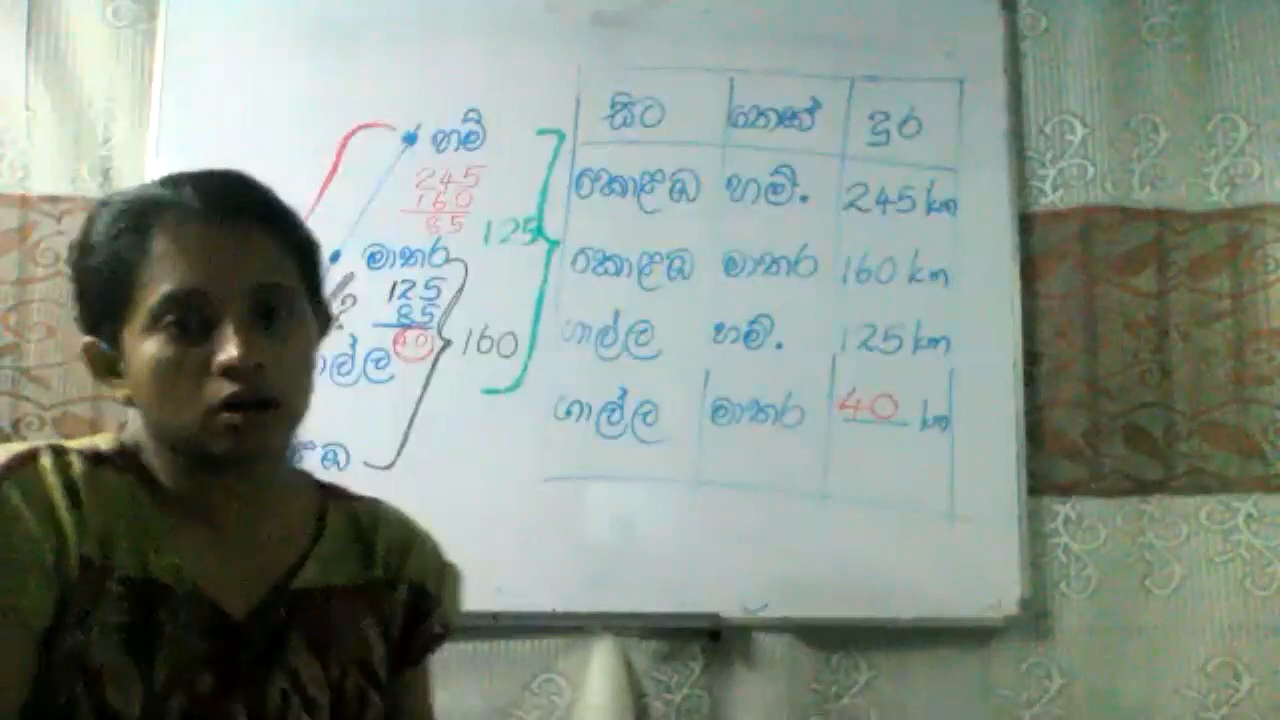 හම්
245
160
85
125
මාතර
125
85
40
160
ාල්ල
ළඹ
සිට තෙක් දුර
කොළඹ හම්. 245 km
කොළඹ මාතර 160 km
ගාල්ල හම්. 125 km
ගාල්ල මාතර 40 km